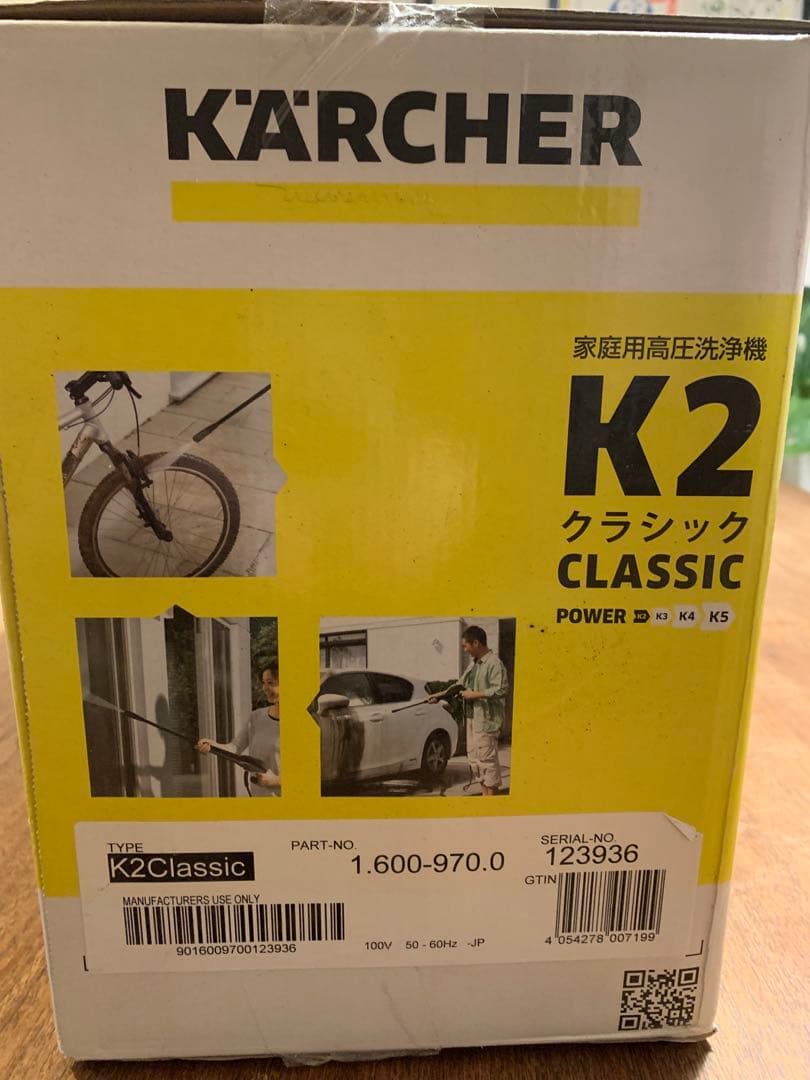 KÄRCHER
家庭用高圧洗浄機
K2
クラシック
CLASSIC
POWER K2 K3 K4 K5
TYPE
K2Classic
PART-NO.
1.600-970.0
SERIAL-NO.
123936
GTIN
4 054278 007199
MANUFACTURERS USE ONLY
9016009700123936
100V 50 - 60Hz -JP